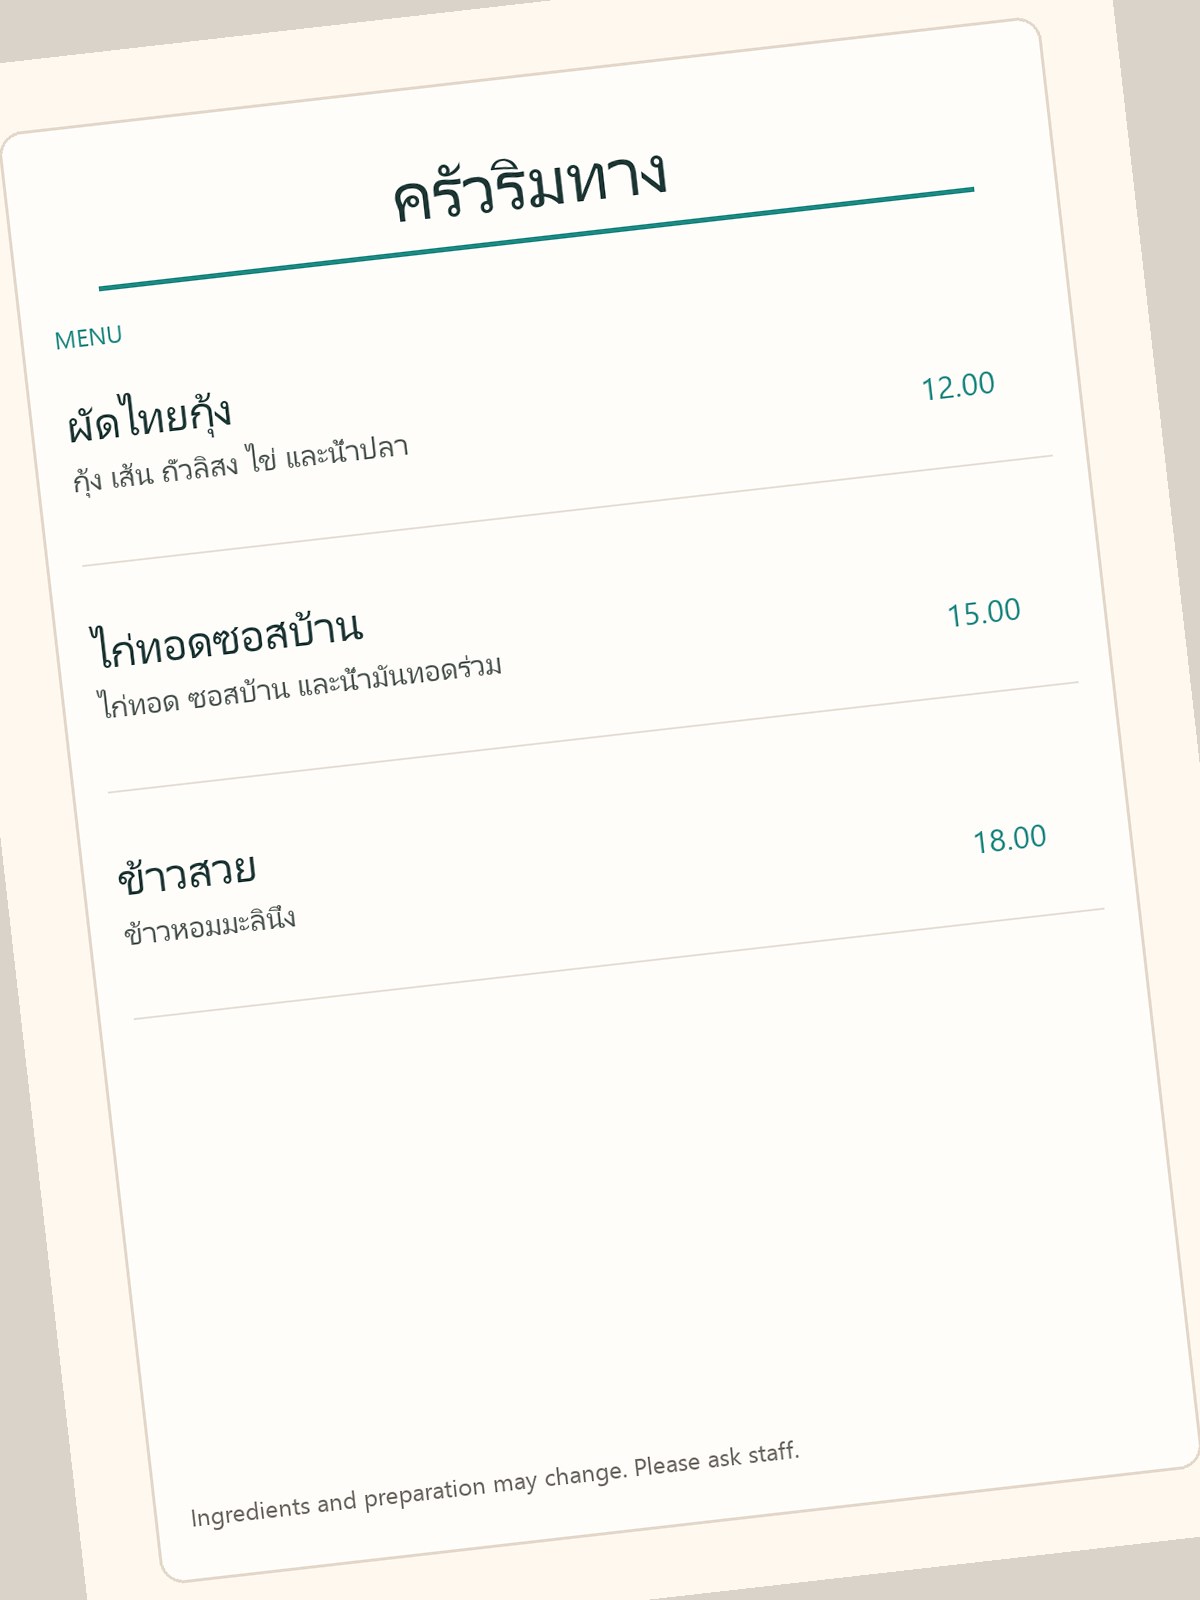 ครัวริมทาง
MENU
ผัดไทยกุ้ง
12.00
กุ้ง เส้น ถั่วลิสง ไข่ และน้ำปลา
ไก่ทอดซอสบ้าน
15.00
ไก่ทอด ซอสบ้าน และน้ำมันทอดร่วม
ข้าวสวย
18.00
ข้าวหอมมะลินึ่ง
Ingredients and preparation may change. Please ask staff.